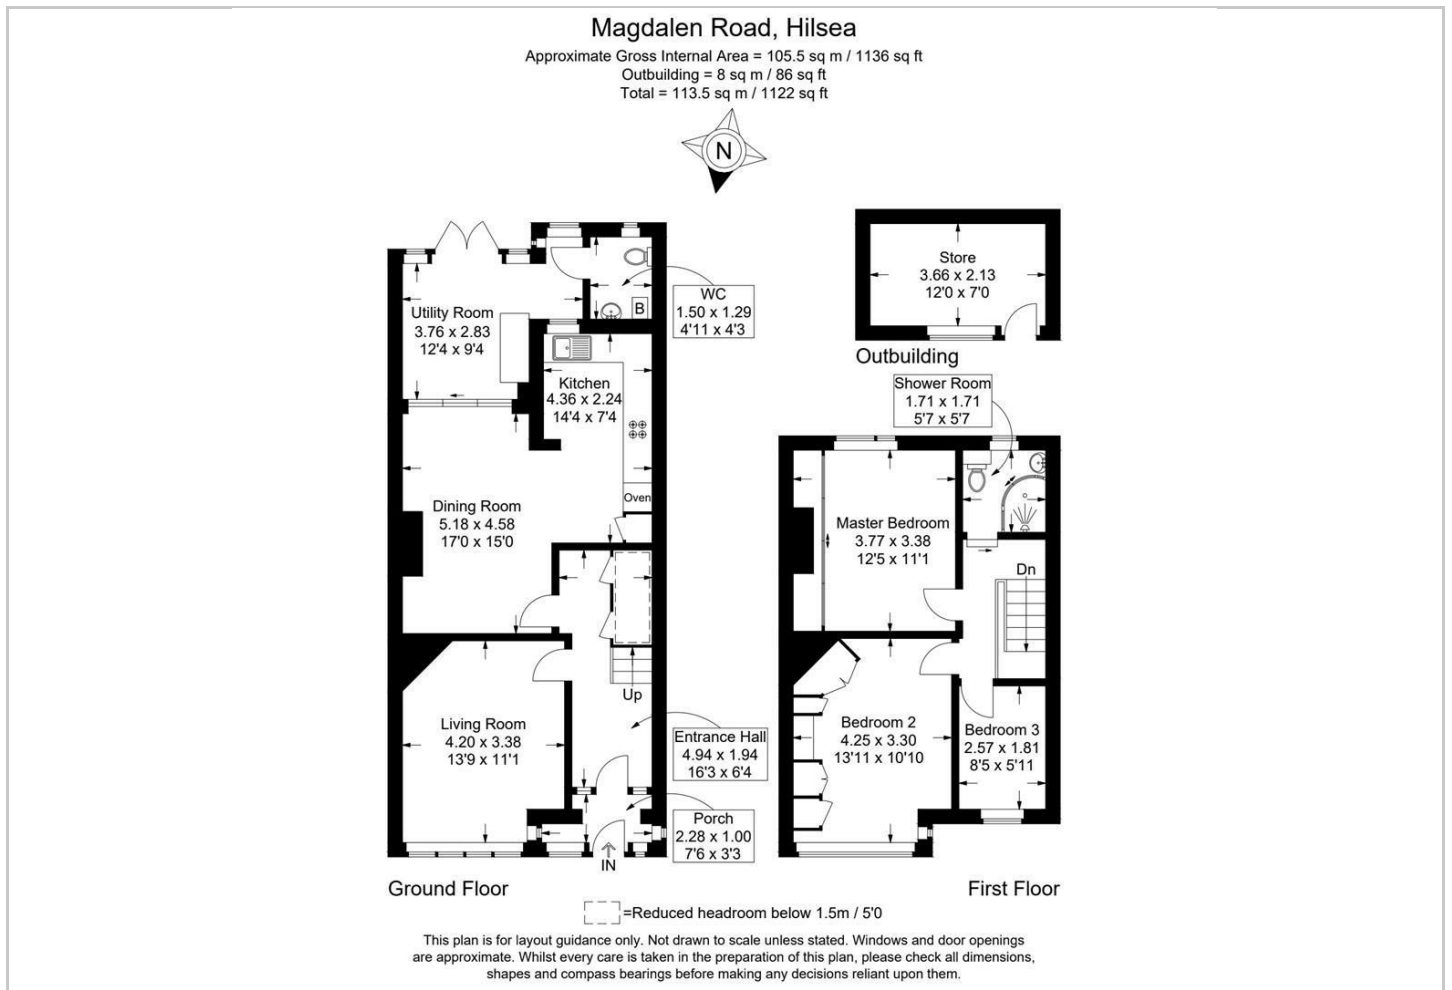 Magdalen Road, Hilsea
Approximate Gross Internal Area = 105.5 sq m / 1136 sq ft
Outbuilding = 8 sq m / 86 sq ft
Total = 113.5 sq m / 1122 sq ft
N
Utility Room
3.76 x 2.83
12'4 x 9'4
B
WC
1.50 x 1.29
4'11 x 4'3
Store
3.66 x 2.13
12'0 x 7'0
Outbuilding
Kitchen
4.36 x 2.24
14'4 x 7'4
Shower Room
1.71 x 1.71
5'7 x 5'7
Oven
Dining Room
5.18 x 4.58
17'0 x 15'0
Master Bedroom
3.77 x 3.38
12'5 x 11'1
Dn
Up
Living Room
4.20 x 3.38
13'9 x 11'1
Entrance Hall
4.94 x 1.94
16'3 x 6'4
Bedroom 2
4.25 x 3.30
13'11 x 10'10
Bedroom 3
2.57 x 1.81
8'5 x 5'11
Porch
2.28 x 1.00
7'6 x 3'3
IN
Ground Floor
First Floor
=Reduced headroom below 1.5m / 5'0
This plan is for layout guidance only. Not drawn to scale unless stated. Windows and door openings
are approximate. Whilst every care is taken in the preparation of this plan, please check all dimensions,
shapes and compass bearings before making any decisions reliant upon them.